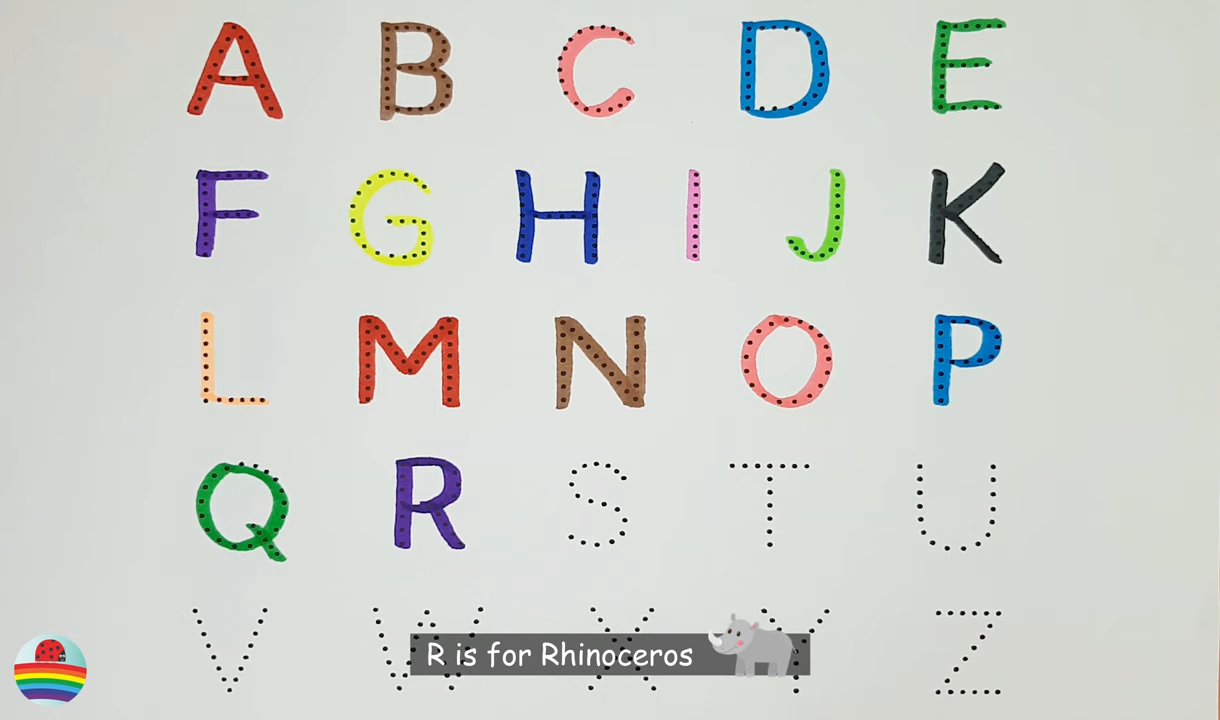 A B C D E
F G H I J K
L M N O P
Q R S T U
V W X Y Z
R is for Rhinoceros